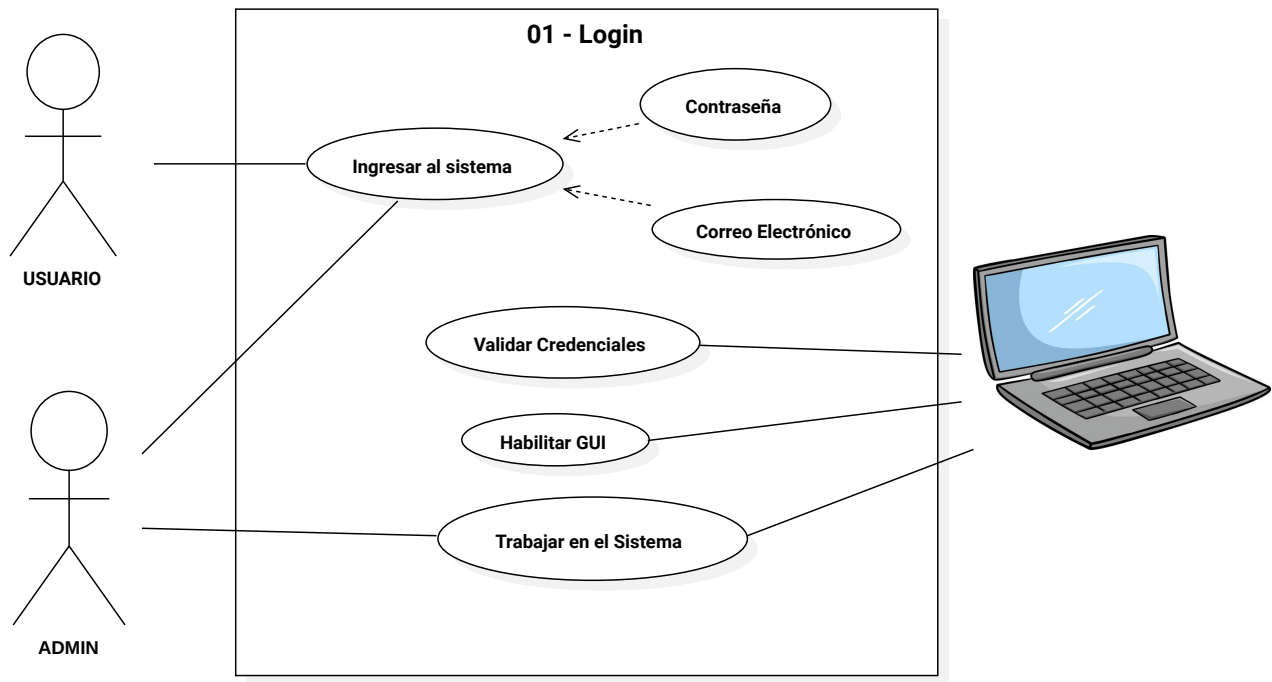 01 - Login
Contraseña
Ingresar al sistema
Correo Electrónico
USUARIO
Validar Credenciales
Habilitar GUI
Trabajar en el Sistema
ADMIN